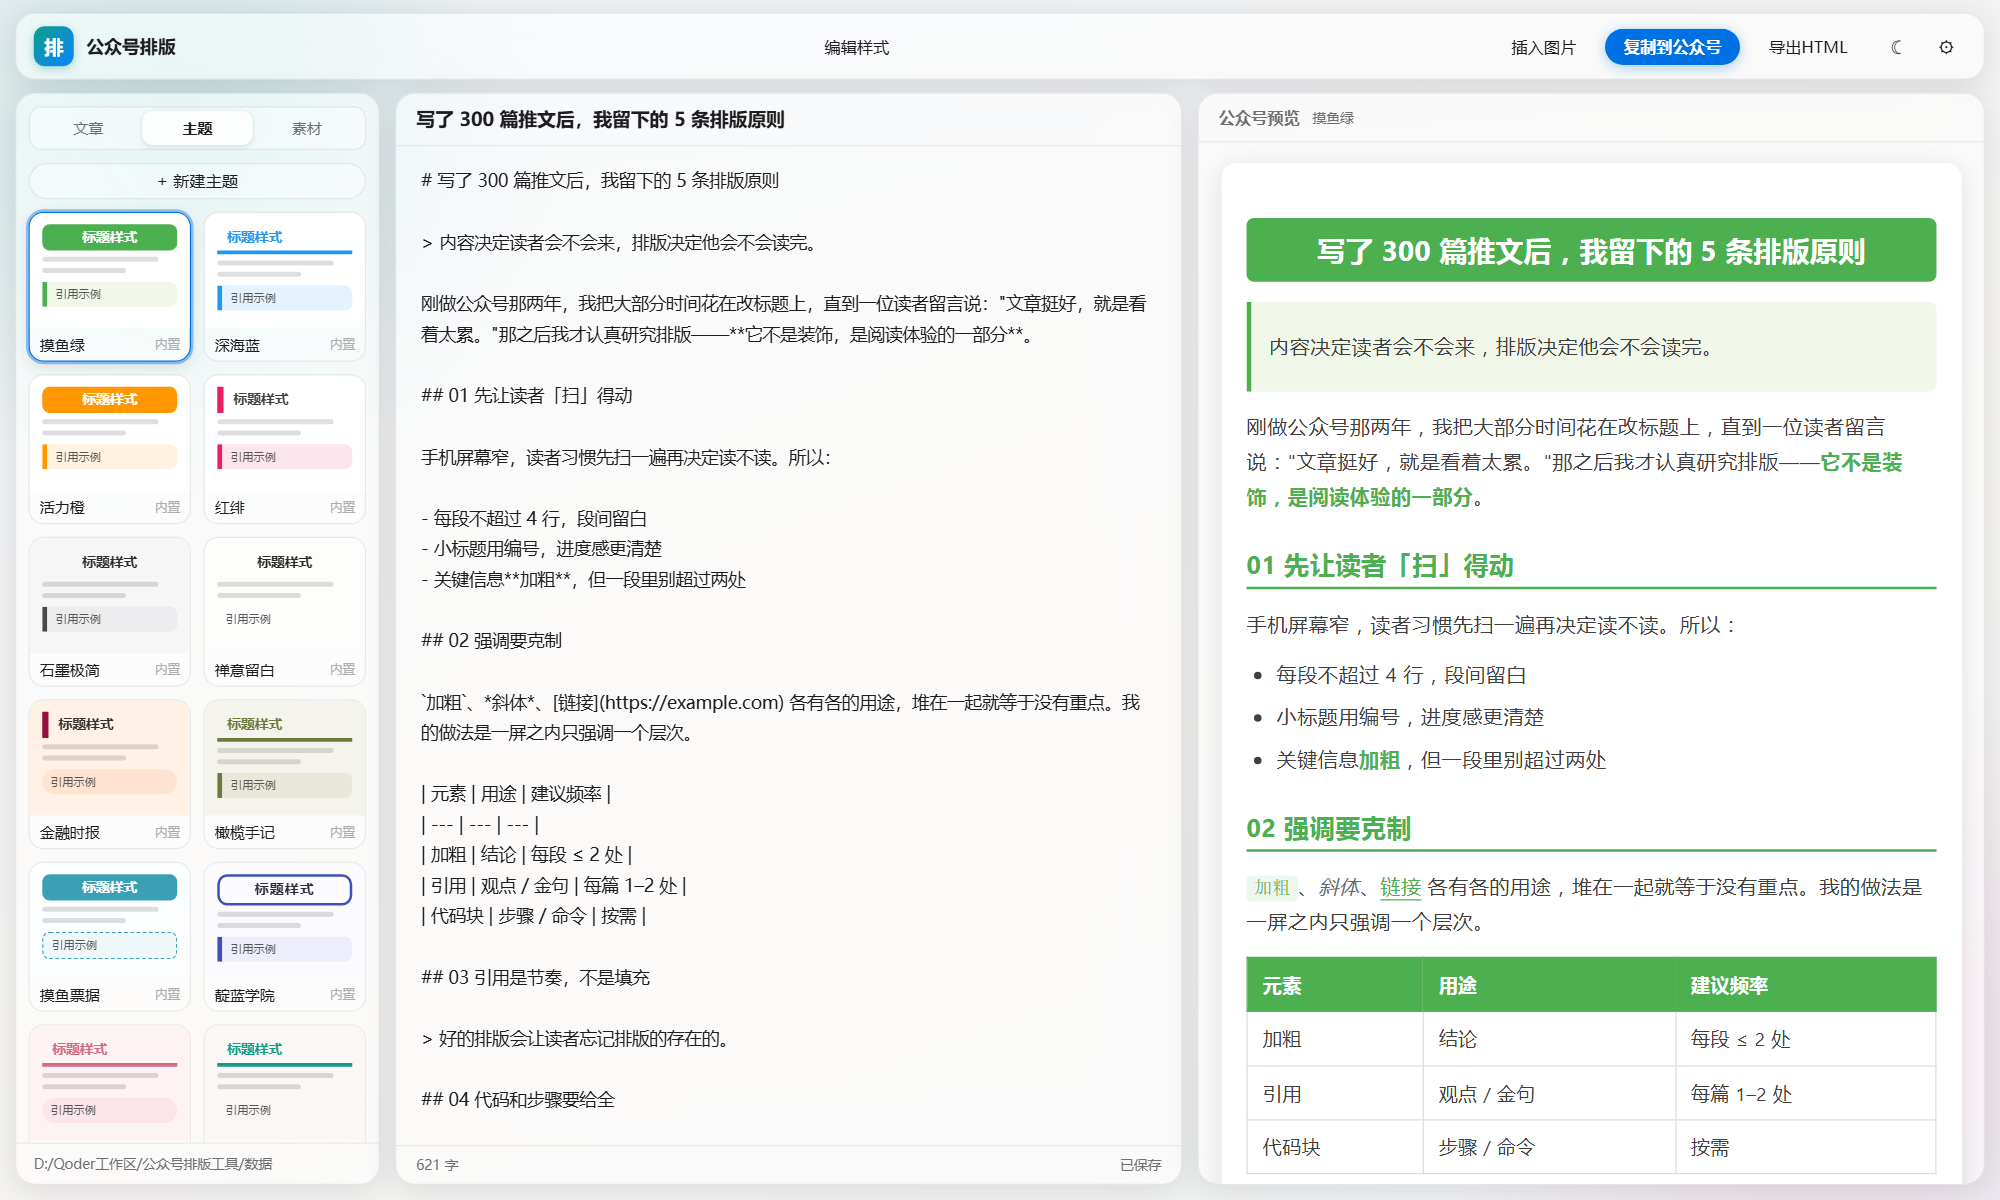 排 公众号排版
编辑样式
插入图片
复制到公众号
导出HTML
文章 主题 素材
+ 新建主题
标题样式
引用示例
摸鱼绿 内置
标题样式
引用示例
深海蓝 内置
标题样式
引用示例
活力橙 内置
标题样式
引用示例
红绯 内置
标题样式
引用示例
石墨极简 内置
标题样式
引用示例
禅意留白 内置
标题样式
引用示例
金融时报 内置
标题样式
引用示例
橄榄手记 内置
标题样式
引用示例
摸鱼票据 内置
标题样式
引用示例
靛蓝学院 内置
标题样式
引用示例
标题样式
引用示例
D:/Qoder工作区/公众号排版工具/数据
写了 300 篇推文后，我留下的 5 条排版原则
# 写了 300 篇推文后，我留下的 5 条排版原则
> 内容决定读者会不会来，排版决定他会不会读完。
刚做公众号那两年，我把大部分时间花在改标题上，直到一位读者留言说："文章挺好，就是看
着太累。"那之后我才认真研究排版——**它不是装饰，是阅读体验的一部分**。
## 01 先让读者「扫」得动
手机屏幕窄，读者习惯先扫一遍再决定读不读。所以：
- 每段不超过 4 行，段间留白
- 小标题用编号，进度感更清楚
- 关键信息**加粗**，但一段里别超过两处
## 02 强调要克制
`加粗`、*斜体*、[链接](https://example.com) 各有各的用途，堆在一起就等于没有重点。我
的做法是一屏之内只强调一个层次。
| 元素 | 用途 | 建议频率 |
| --- | --- | --- |
| 加粗 | 结论 | 每段 ≤ 2 处 |
| 引用 | 观点 / 金句 | 每篇 1–2 处 |
| 代码块 | 步骤 / 命令 | 按需 |
## 03 引用是节奏，不是填充
> 好的排版会让读者忘记排版的存在的。
## 04 代码和步骤要给全
621 字
已保存
公众号预览 摸鱼绿
写了 300 篇推文后，我留下的 5 条排版原则
内容决定读者会不会来，排版决定他会不会读完。
刚做公众号那两年，我把大部分时间花在改标题上，直到一位读者留言
说："文章挺好，就是看着太累。"那之后我才认真研究排版——它不是装
饰，是阅读体验的一部分。
01 先让读者「扫」得动
手机屏幕窄，读者习惯先扫一遍再决定读不读。所以：
• 每段不超过 4 行，段间留白
• 小标题用编号，进度感更清楚
• 关键信息加粗，但一段里别超过两处
02 强调要克制
加粗、斜体、链接 各有各的用途，堆在一起就等于没有重点。我的做法是
一屏之内只强调一个层次。
元素 用途 建议频率
加粗 结论 每段 ≤ 2 处
引用 观点 / 金句 每篇 1–2 处
代码块 步骤 / 命令 按需